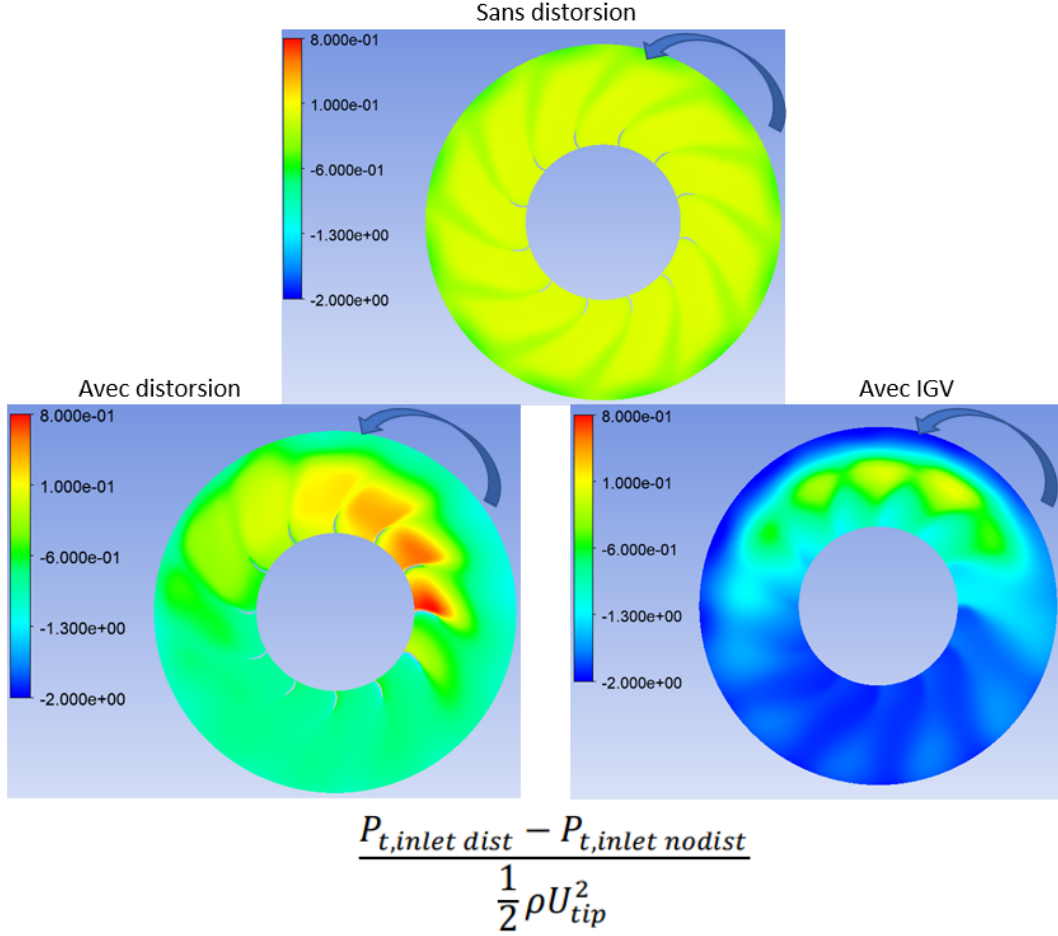 Sans distorsion
8.000e-01
1.000e-01
-6.000e-01
-1.300e+00
-2.000e+00
Avec distorsion
8.000e-01
1.000e-01
-6.000e-01
-1.300e+00
-2.000e+00
Avec IGV
8.000e-01
1.000e-01
-6.000e-01
-1.300e+00
-2.000e+00
P_{t,inlet dist} − P_{t,inlet nodist}
1/2 ρU_{tip}^2